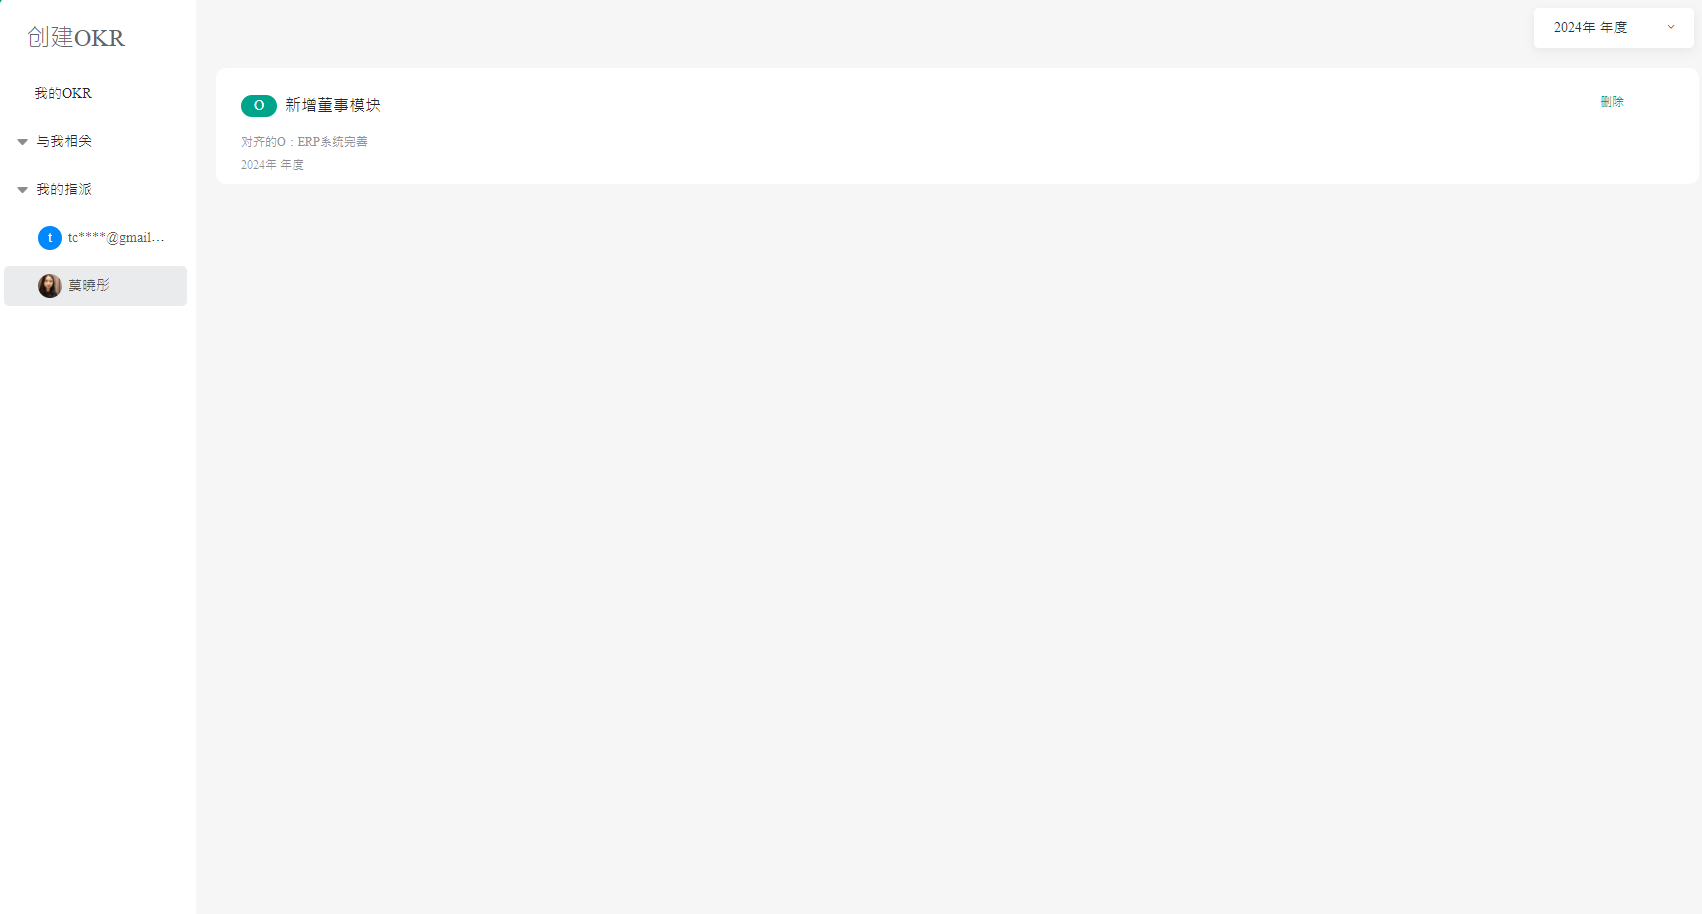 创建OKR
我的OKR
与我相关
我的指派
t tc****@gmail...
莫曉彤
2024年 年度
O 新增董事模块
删除
对齐的O：ERP系统完善
2024年 年度